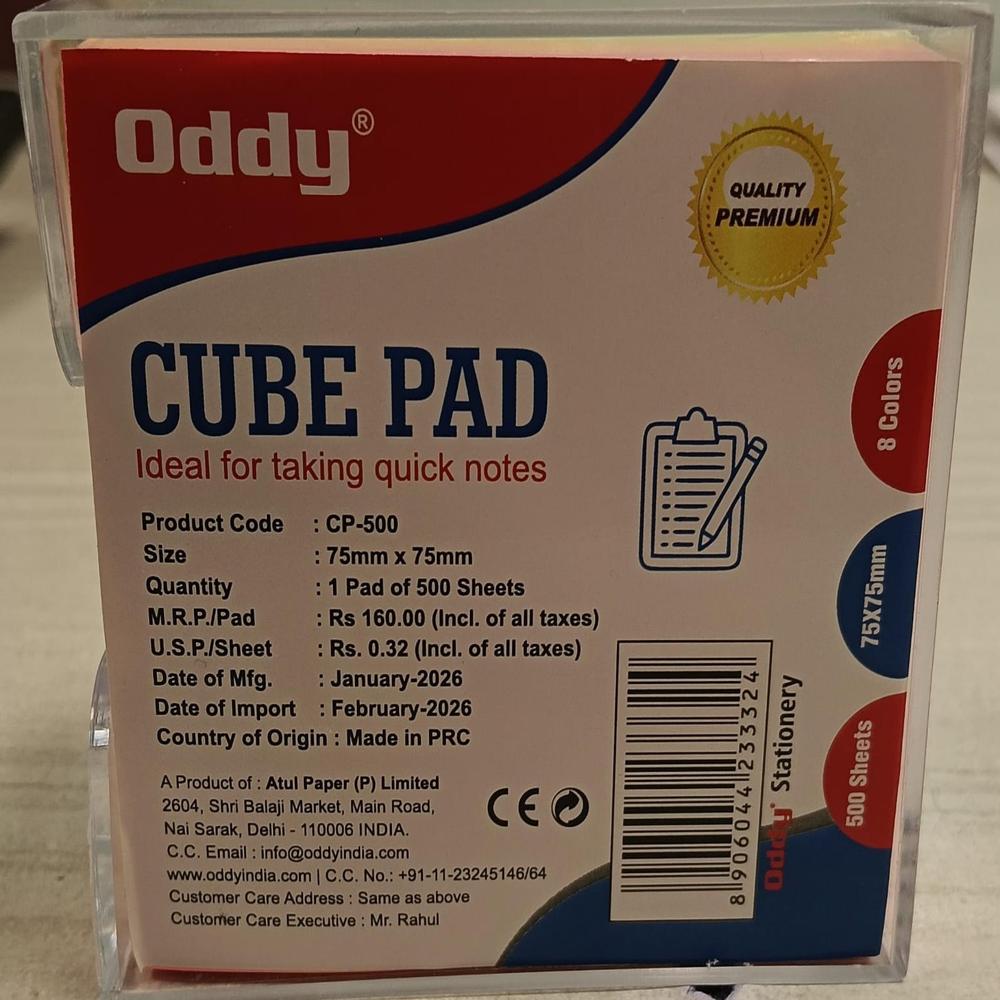 Oddy®
QUALITY
PREMIUM
CUBE PAD
Ideal for taking quick notes
Product Code : CP-500
Size : 75mm x 75mm
Quantity : 1 Pad of 500 Sheets
M.R.P./Pad : Rs 160.00 (Incl. of all taxes)
U.S.P./Sheet : Rs. 0.32 (Incl. of all taxes)
Date of Mfg. : January-2026
Date of Import : February-2026
Country of Origin : Made in PRC
A Product of : Atul Paper (P) Limited
2604, Shri Balaji Market, Main Road,
Nai Sarak, Delhi - 110006 INDIA.
C.C. Email : info@oddyindia.com
www.oddyindia.com | C.C. No.: +91-11-23245146/64
Customer Care Address : Same as above
Customer Care Executive : Mr. Rahul
CE
8 906044 233324
Oddy® Stationery
8 Colors
75X75mm
500 Sheets